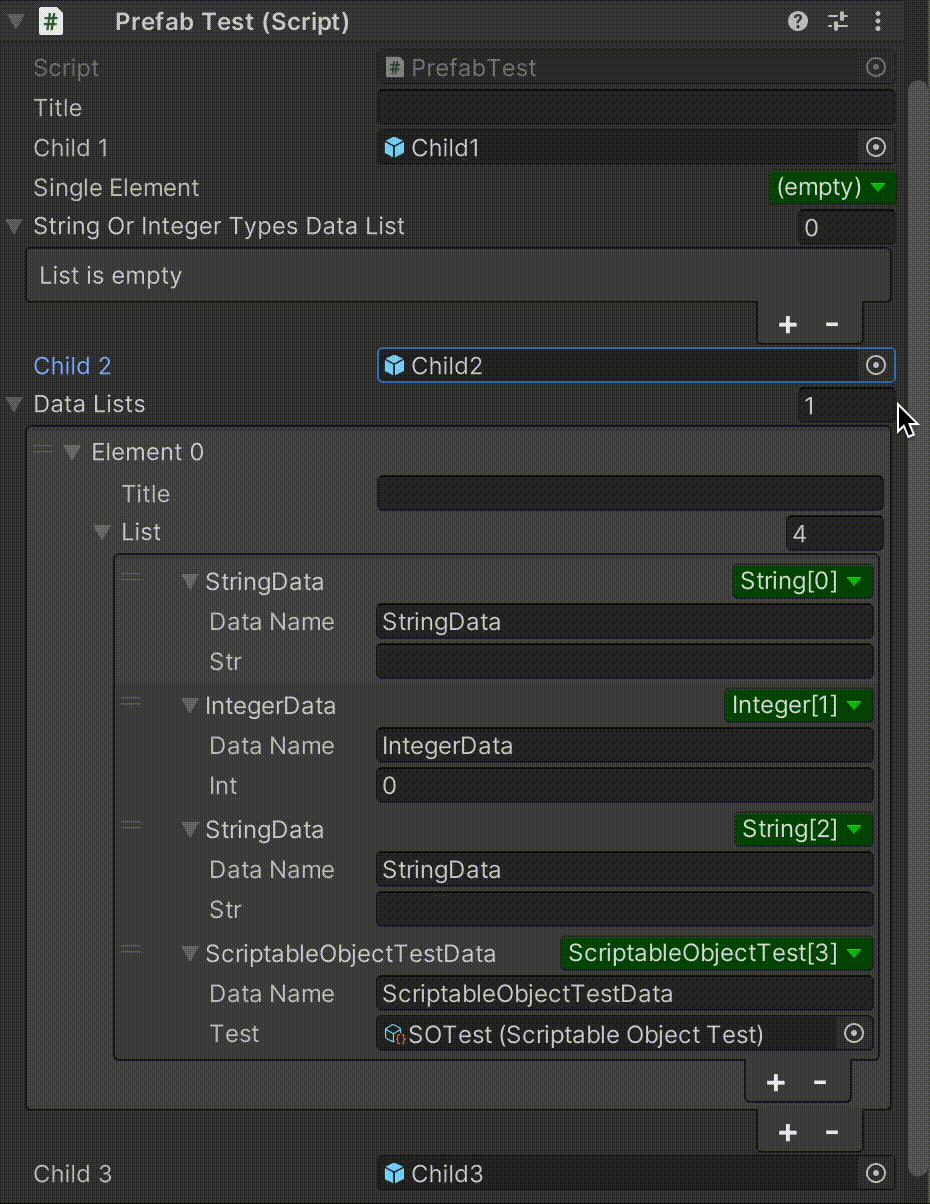 # Prefab Test (Script) ?
Script # PrefabTest
Title
Child 1 Child1
Single Element (empty)
String Or Integer Types Data List 0
List is empty
+ −
Child 2 Child2
Data Lists 1
= Element 0
Title
List 4
= StringData String[0]
Data Name StringData
Str
= IntegerData Integer[1]
Data Name IntegerData
Int 0
= StringData String[2]
Data Name StringData
Str
= ScriptableObjectTestData ScriptableObjectTest[3]
Data Name ScriptableObjectTestData
Test {} SOTest (Scriptable Object Test)
+ −
+ −
Child 3 Child3